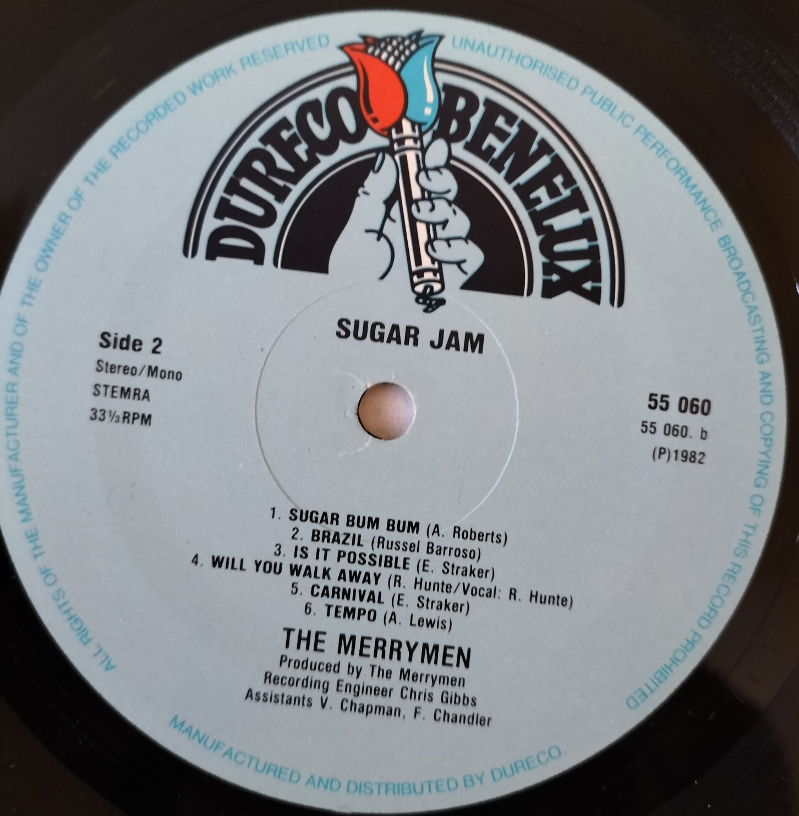 ALL RIGHTS OF THE MANUFACTURER AND OF THE OWNER OF THE RECORDED WORK RESERVED
UNAUTHORISED PUBLIC PERFORMANCE BROADCASTING AND COPYING OF THIS RECORD PROHIBITED
DURECO BENELUX
SUGAR JAM
Side 2
Stereo/Mono
STEMRA
33⅓RPM
55 060
55 060. b
(P)1982
1. SUGAR BUM BUM (A. Roberts)
2. BRAZIL (Russel Barroso)
3. IS IT POSSIBLE (E. Straker)
4. WILL YOU WALK AWAY (R. Hunte/Vocal: R. Hunte)
5. CARNIVAL (E. Straker)
6. TEMPO (A. Lewis)
THE MERRYMEN
Produced by The Merrymen
Recording Engineer Chris Gibbs
Assistants V. Chapman, F. Chandler
MANUFACTURED AND DISTRIBUTED BY DURECO